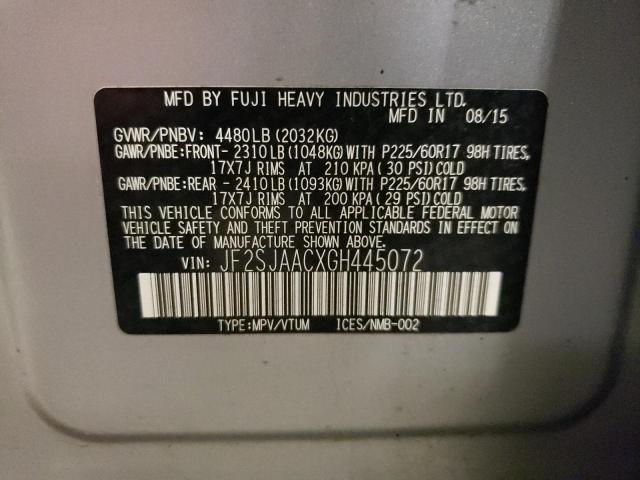 MFD BY FUJI HEAVY INDUSTRIES LTD.
MFD IN 08/15
GVWR/PNBV: 4480LB (2032KG)
GAWR/PNBE:FRONT-2310LB(1048KG)WITH P225/60R17 98H TIRES,
17X7J RIMS AT 210 KPA(30 PSI)COLD
GAWR/PNBE:REAR -2410LB(1093KG)WITH P225/60R17 98H TIRES,
17X7J RIMS AT 200 KPA(29 PSI)COLD
THIS VEHICLE CONFORMS TO ALL APPLICABLE FEDERAL MOTOR
VEHICLE SAFETY AND THEFT PREVENTION STANDARDS IN EFFECT
ON THE DATE OF MANUFACTURE SHOWN ABOVE.
VIN: JF2SJAACXGH445072
TYPE:MPV/VTUM ICES/NMB-002